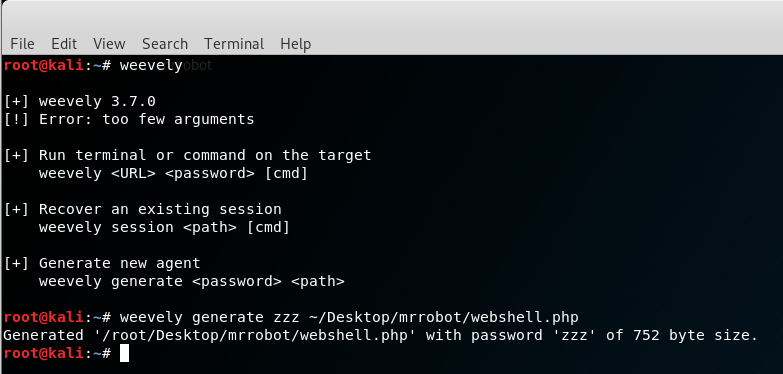 File Edit View Search Terminal Help
root@kali:~# weevelyobot
[+] weevely 3.7.0
[!] Error: too few arguments
[+] Run terminal or command on the target
weevely <URL> <password> [cmd]
[+] Recover an existing session
weevely session <path> [cmd]
[+] Generate new agent
weevely generate <password> <path>
root@kali:~# weevely generate zzz ~/Desktop/mrrobot/webshell.php
Generated '/root/Desktop/mrrobot/webshell.php' with password 'zzz' of 752 byte size.
root@kali:~#